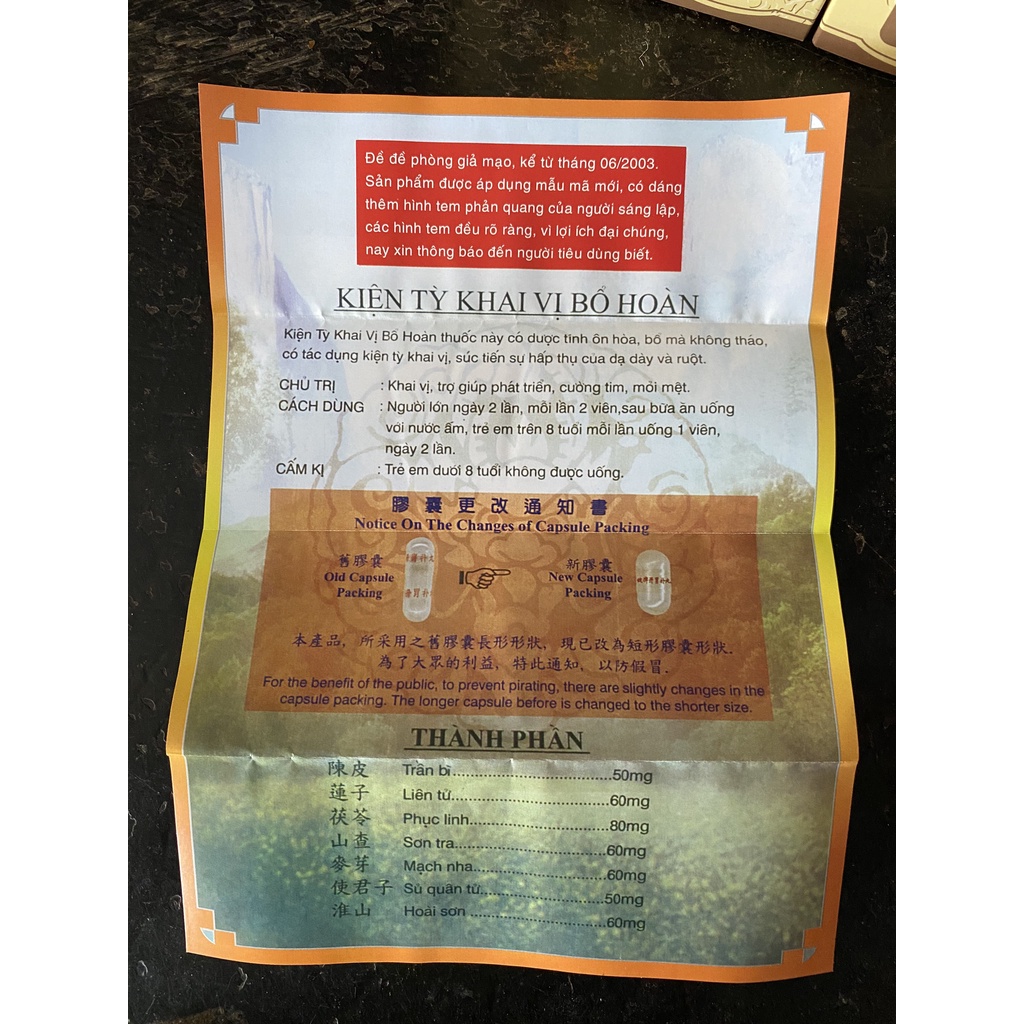 Để đề phòng giả mạo, kể từ tháng 06/2003.
Sản phẩm được áp dụng mẫu mã mới, có dáng
thêm hình tem phản quang của người sáng lập,
các hình tem đều rõ ràng, vì lợi ích đại chúng,
nay xin thông báo đến người tiêu dùng biết.
KIỆN TỲ KHAI VỊ BỔ HOÀN
Kiện Tỳ Khai Vị Bổ Hoàn thuốc này có dược tính ôn hòa, bổ mà không tháo,
có tác dụng kiện tỳ khai vị, súc tiến sự hấp thụ của dạ dày và ruột.
CHỦ TRỊ : Khai vị, trợ giúp phát triển, cường tim, mỏi mệt.
CÁCH DÙNG : Người lớn ngày 2 lần, mỗi lần 2 viên,sau bữa ăn uống
với nước ấm, trẻ em trên 8 tuổi mỗi lần uống 1 viên,
ngày 2 lần.
CẤM KỊ : Trẻ em dưới 8 tuổi không được uống.
膠囊更改通知書
Notice On The Changes of Capsule Packing
舊膠囊
Old Capsule
Packing
新膠囊
New Capsule
Packing
本產品, 所采用之舊膠囊長形形狀, 現已改為短形膠囊形狀.
為了大眾的利益, 特此通知, 以防假冒.
For the benefit of the public, to prevent pirating, there are slightly changes in the
capsule packing. The longer capsule before is changed to the shorter size.
THÀNH PHẦN
陳皮 Trần bì..................................50mg
蓮子 Liên tử..................................60mg
茯苓 Phục linh..............................80mg
山查 Sơn tra.................................60mg
麥芽 Mạch nha.............................60mg
使君子 Sử quân tử...........................50mg
淮山 Hoài sơn ..............................60mg